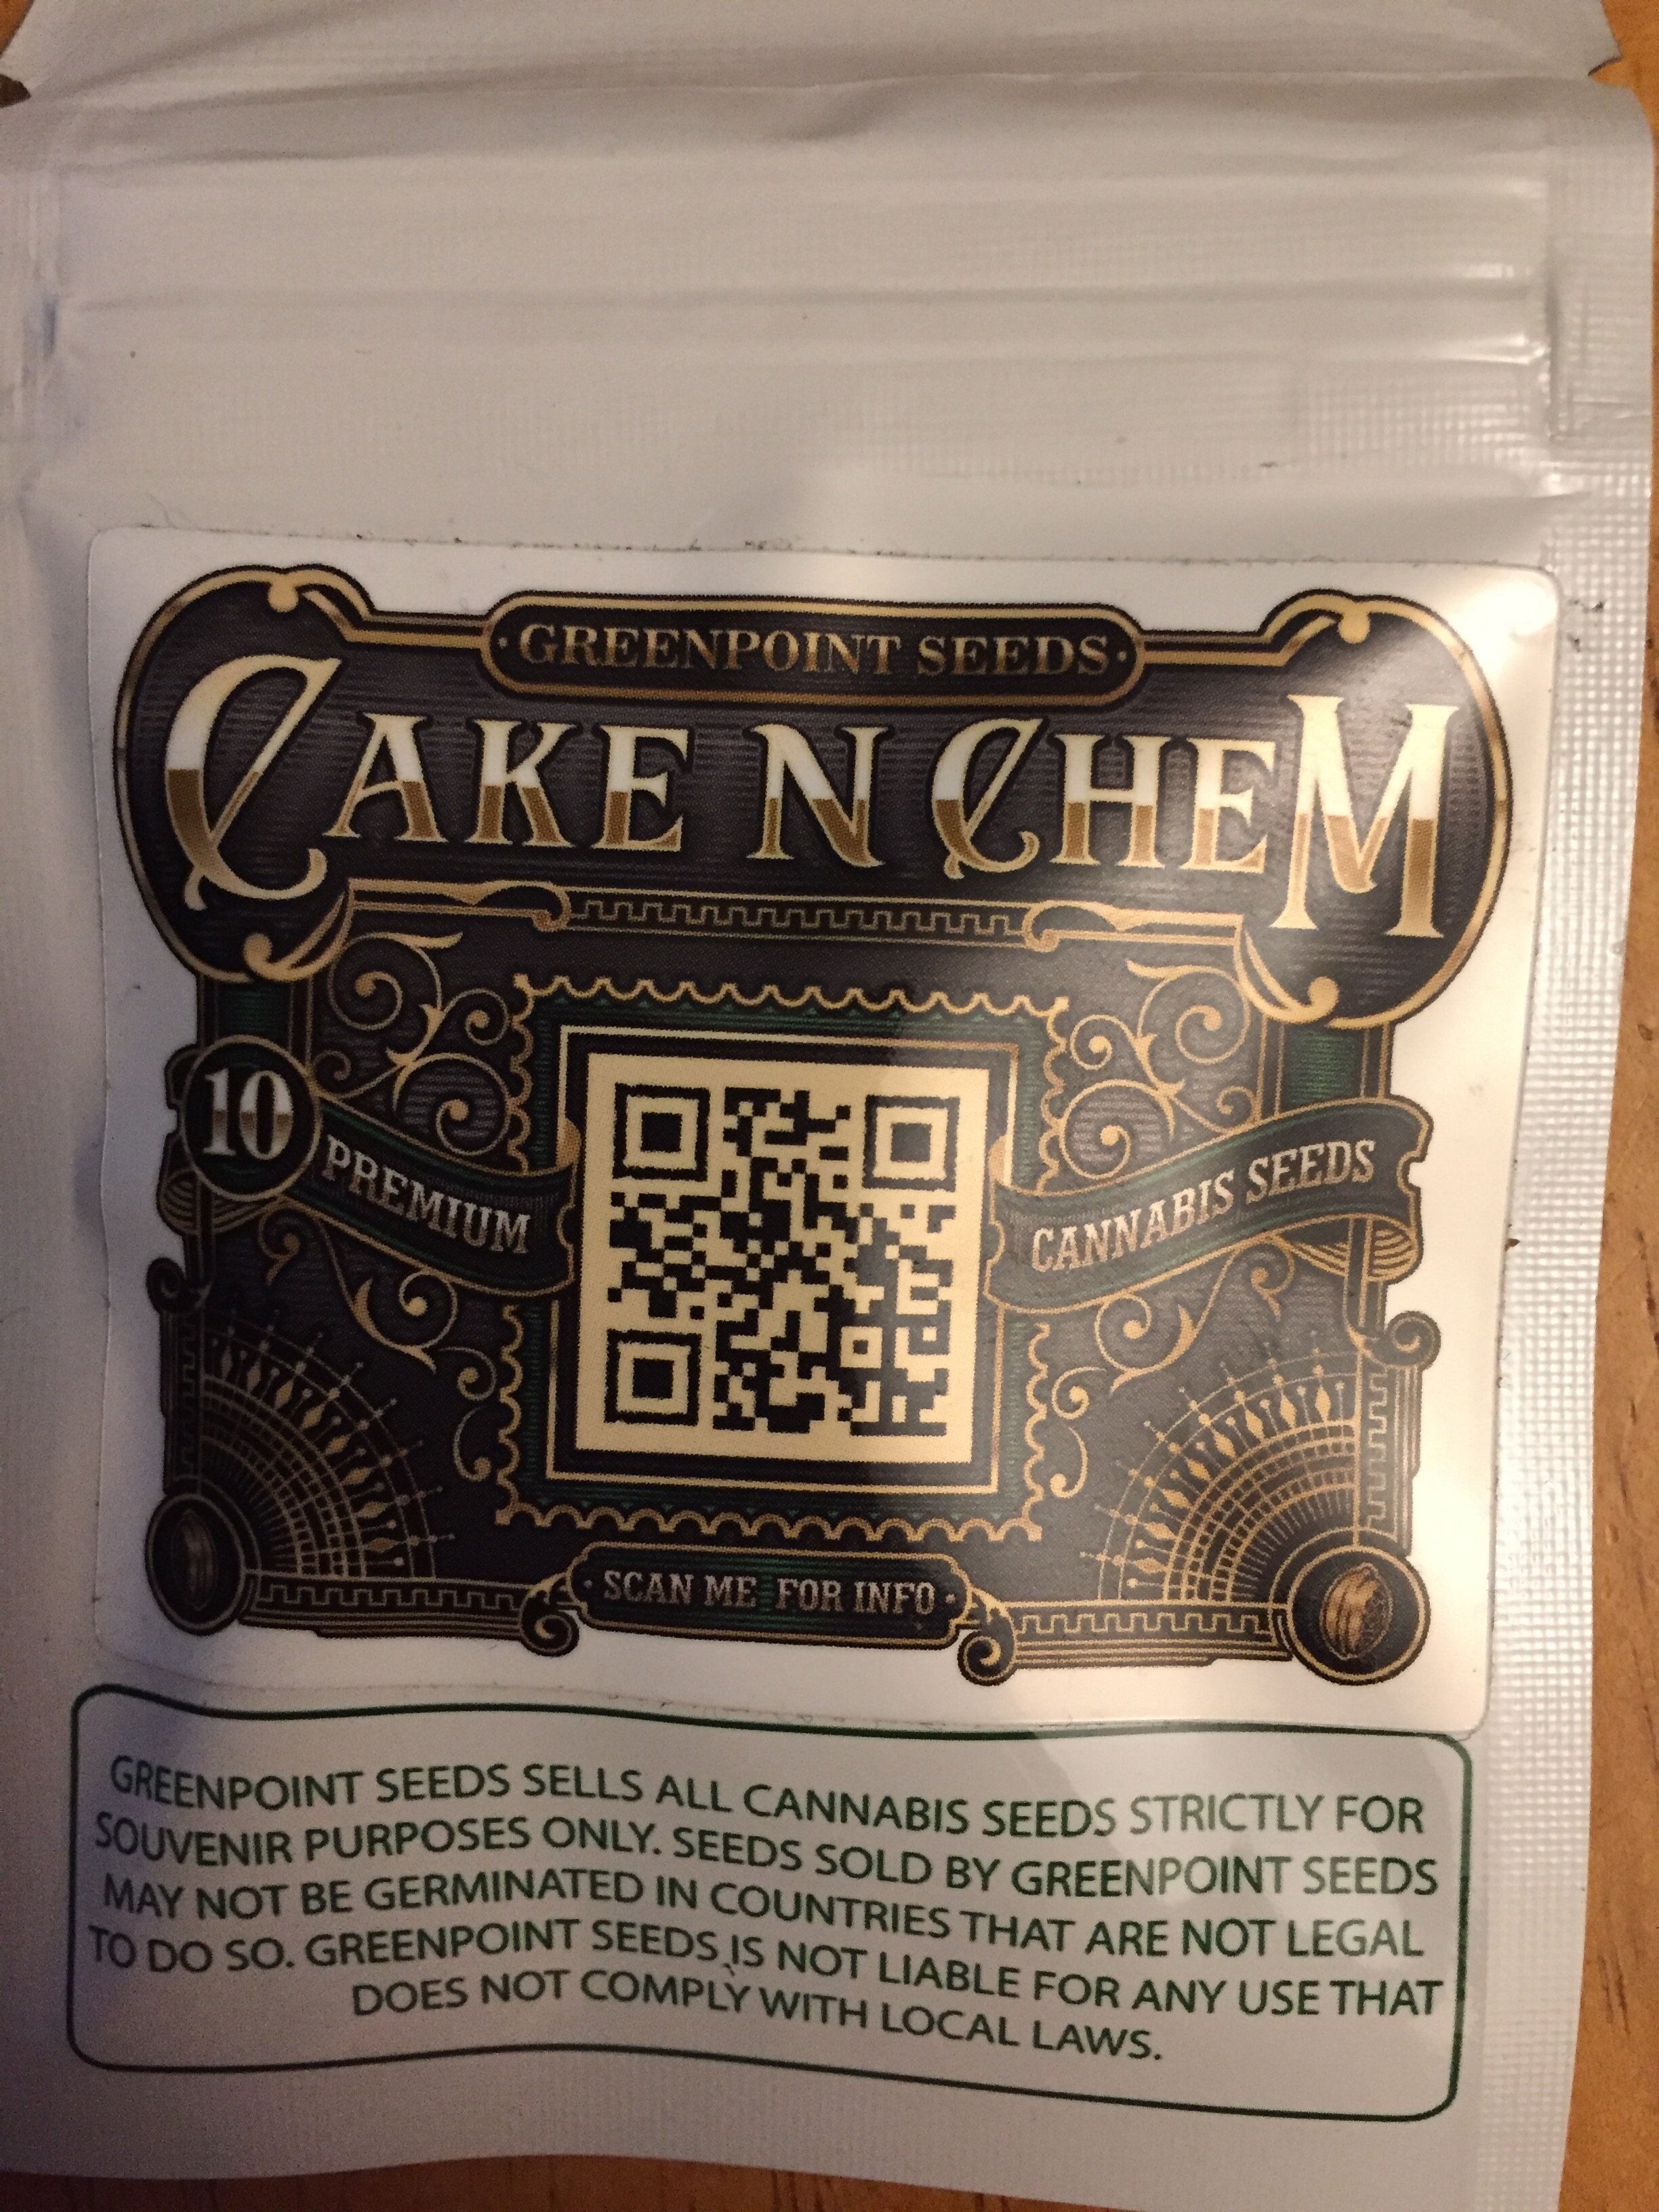 GREENPOINT SEEDS
CAKE N CHEM
10 PREMIUM
CANNABIS SEEDS
SCAN ME FOR INFO
GREENPOINT SEEDS SELLS ALL CANNABIS SEEDS STRICTLY FOR
SOUVENIR PURPOSES ONLY. SEEDS SOLD BY GREENPOINT SEEDS
MAY NOT BE GERMINATED IN COUNTRIES THAT ARE NOT LEGAL
TO DO SO. GREENPOINT SEEDS IS NOT LIABLE FOR ANY USE THAT
DOES NOT COMPLY WITH LOCAL LAWS.